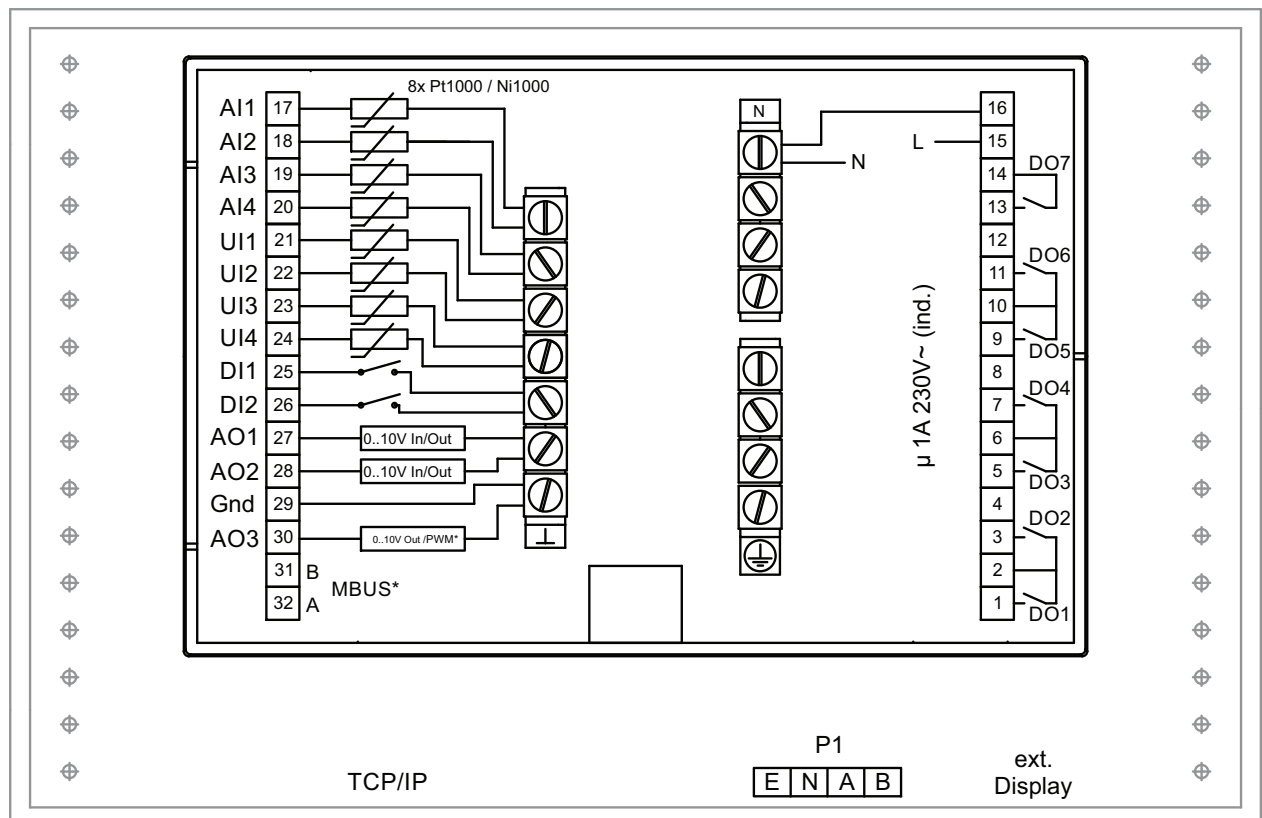 8x Pt1000 / Ni1000
AI1 17
AI2 18
AI3 19
AI4 20
UI1 21
UI2 22
UI3 23
UI4 24
DI1 25
DI2 26
AO1 27 0..10V In/Out
AO2 28 0..10V In/Out
Gnd 29
AO3 30 0..10V Out /PWM*
31 B
MBUS*
32 A
N
N
L
µ 1A 230V~ (ind.)
16
15
14 DO7
13
12
11 DO6
10
9
DO5
8
7 DO4
6
5
DO3
4
DO2
3
2
1
DO1
TCP/IP
P1
E N A B
ext.
Display